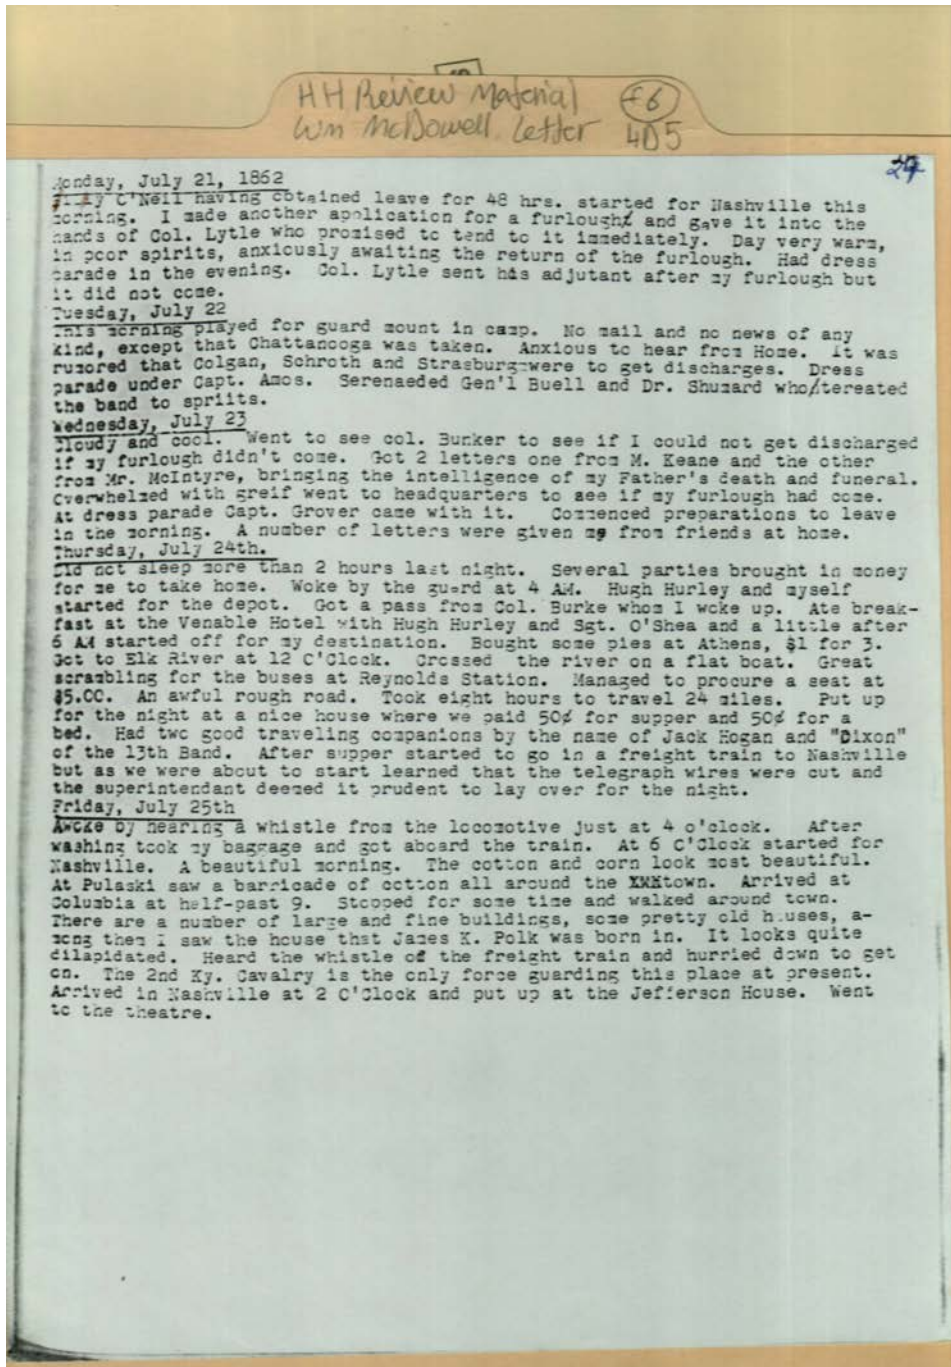 HH Review Material f6
Wm McDowell Letter 4D5
27
Monday, July 21, 1862
C'Neil having obtained leave for 48 hrs. started for Nashville this
morning. I made another application for a furlough and gave it into the
hands of Col. Lytle who promised to tend to it immediately. Day very warm,
in poor spirits, anxiously awaiting the return of the furlough. Had dress
parade in the evening. Col. Lytle sent his adjutant after my furlough but
it did not come.
Tuesday, July 22
This morning played for guard mount in camp. No mail and no news of any
kind, except that Chattanooga was taken. Anxious to hear from Home. It was
rumored that Colgan, Schroth and Strasburg were to get discharges. Dress
parade under Capt. Amos. Serenaeded Gen'l Buell and Dr. Shumard who/tereated
the band to spriits.
Wednesday, July 23
Cloudy and cool. Went to see col. Bunker to see if I could not get discharged
if my furlough didn't come. Got 2 letters one from M. Keane and the other
from Mr. McIntyre, bringing the intelligence of my Father's death and funeral.
Overwhelmed with greif went to headquarters to see if my furlough had come.
At dress parade Capt. Grover came with it. Commenced preparations to leave
in the morning. A number of letters were given me from friends at home.
Thursday, July 24th.
Did not sleep more than 2 hours last night. Several parties brought in money
for me to take home. Woke by the guard at 4 AM. Hugh Hurley and myself
started for the depot. Got a pass from Col. Burke whom I woke up. Ate break-
fast at the Venable Hotel with Hugh Hurley and Sgt. O'Shea and a little after
6 AM started off for my destination. Bought some pies at Athens, $1 for 3.
Got to Elk River at 12 O'Clock. Crossed the river on a flat boat. Great
scrambling for the buses at Reynolds Station. Managed to procure a seat at
$5.00. An awful rough road. Took eight hours to travel 24 miles. Put up
for the night at a nice house where we paid 50¢ for supper and 50¢ for a
bed. Had two good traveling companions by the name of Jack Hogan and "Dixon"
of the 13th Band. After supper started to go in a freight train to Nashville
but as we were about to start learned that the telegraph wires were cut and
the superintendant deemed it prudent to lay over for the night.
Friday, July 25th
Awoke by hearing a whistle from the locomotive just at 4 o'clock. After
washing took my baggage and got aboard the train. At 6 O'Clock started for
Nashville. A beautiful morning. The cotton and corn look most beautiful.
At Pulaski saw a barricade of cotton all around the XXXtown. Arrived at
Columbia at half-past 9. Stopped for some time and walked around town.
There are a number of large and fine buildings, some pretty old houses, a-
mong them I saw the house that James K. Polk was born in. It looks quite
dilapidated. Heard the whistle of the freight train and hurried down to get
on. The 2nd Ky. Cavalry is the only force guarding this place at present.
Arrived in Nashville at 2 O'Clock and put up at the Jefferson House. Went
to the theatre.